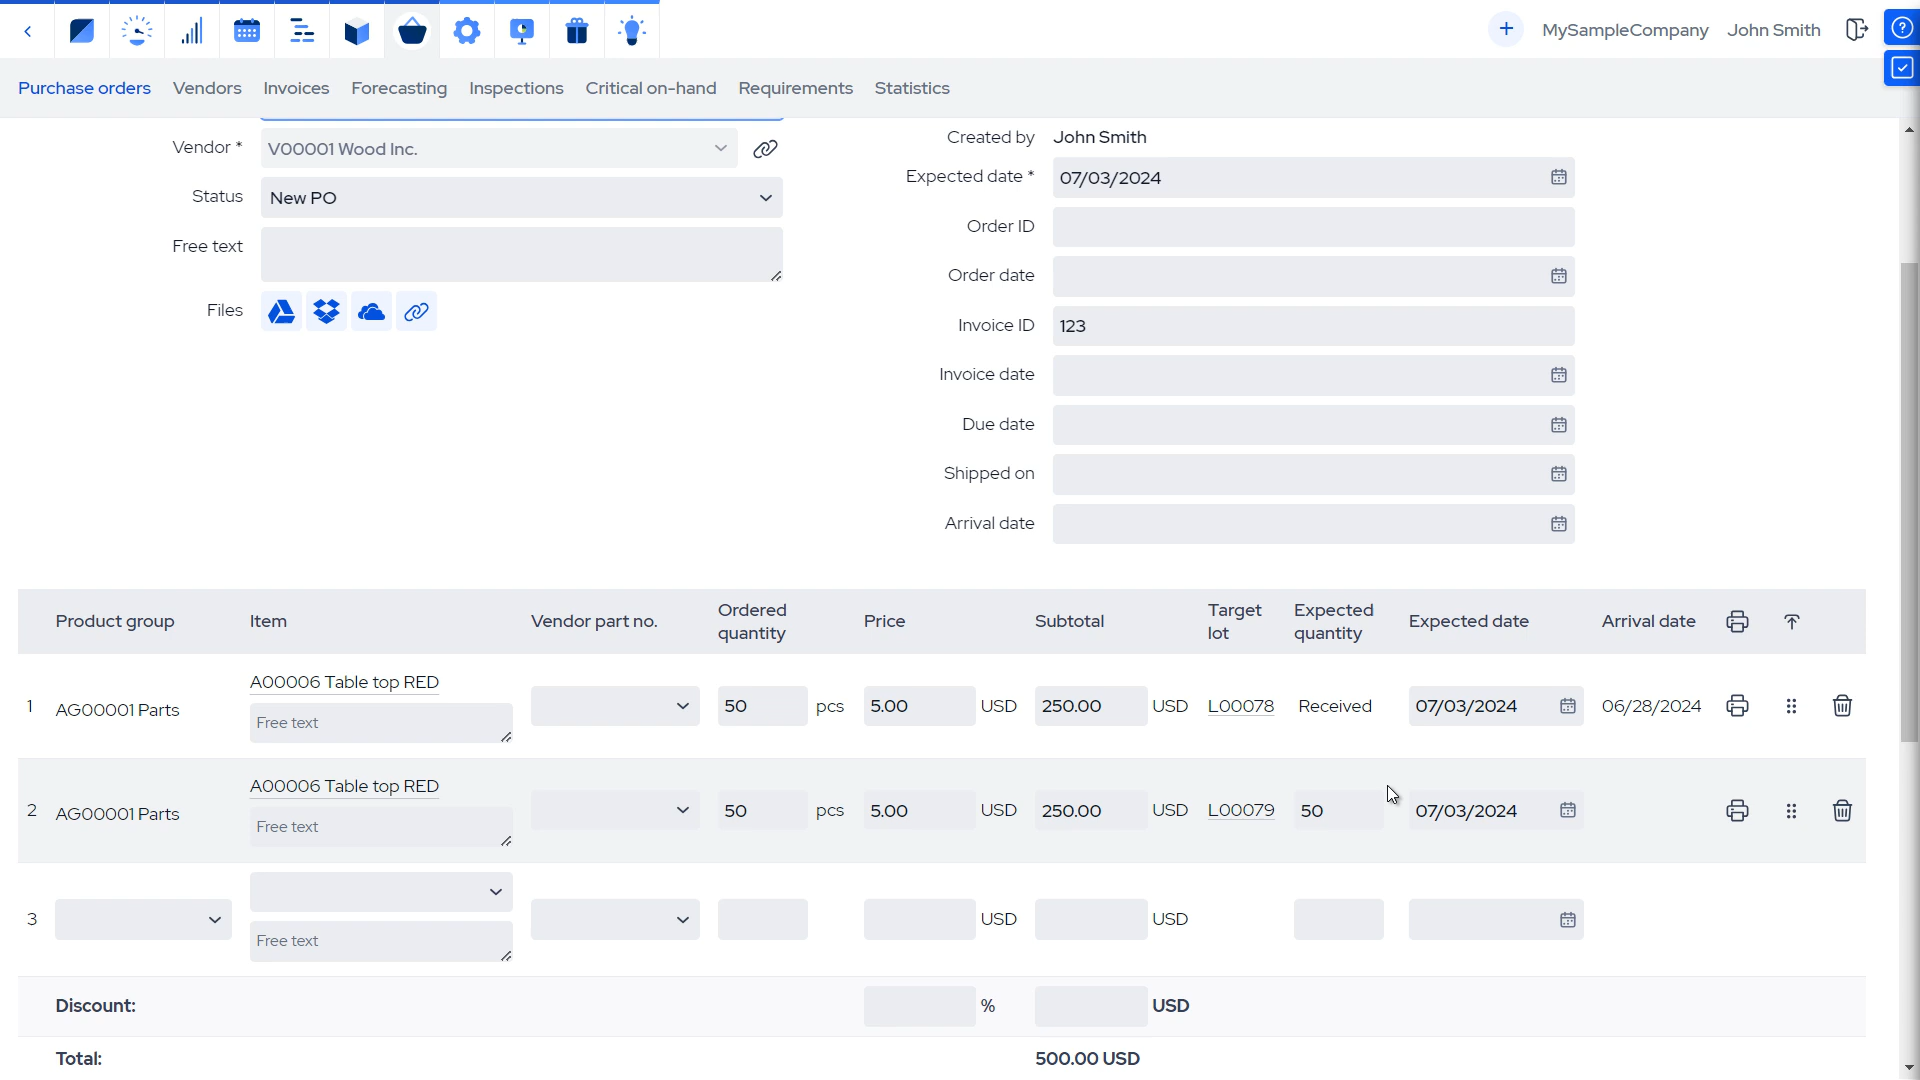 MySampleCompany John Smith
Purchase orders Vendors Invoices Forecasting Inspections Critical on-hand Requirements Statistics
Vendor * V00001 Wood Inc.
Status New PO
Free text
Files
Created by John Smith
Expected date * 07/03/2024
Order ID
Order date
Invoice ID 123
Invoice date
Due date
Shipped on
Arrival date
Product group Item Vendor part no. Ordered quantity Price Subtotal Target lot Expected quantity Expected date Arrival date
1 AG00001 Parts A00006 Table top RED 50 pcs 5.00 USD 250.00 USD L00078 Received 07/03/2024 06/28/2024
Free text
2 AG00001 Parts A00006 Table top RED 50 pcs 5.00 USD 250.00 USD L00079 50 07/03/2024
Free text
3 USD USD
Free text
Discount: % USD
Total: 500.00 USD